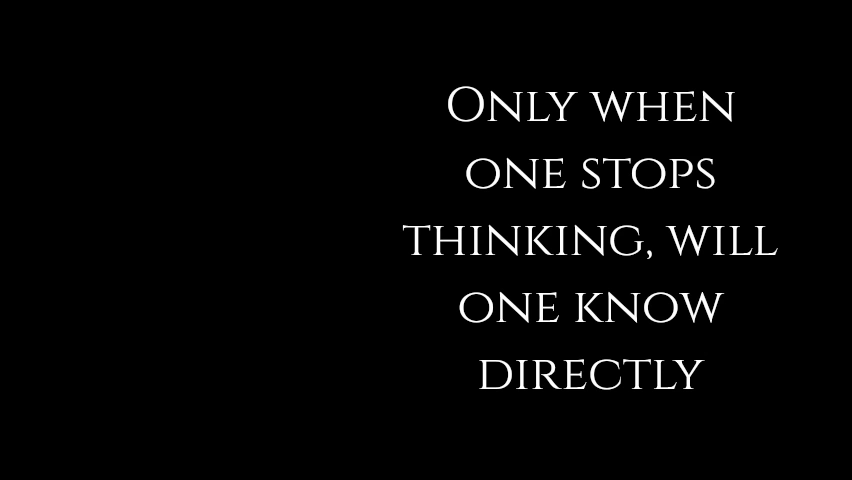 Only when
one stops
thinking, will
one know
directly